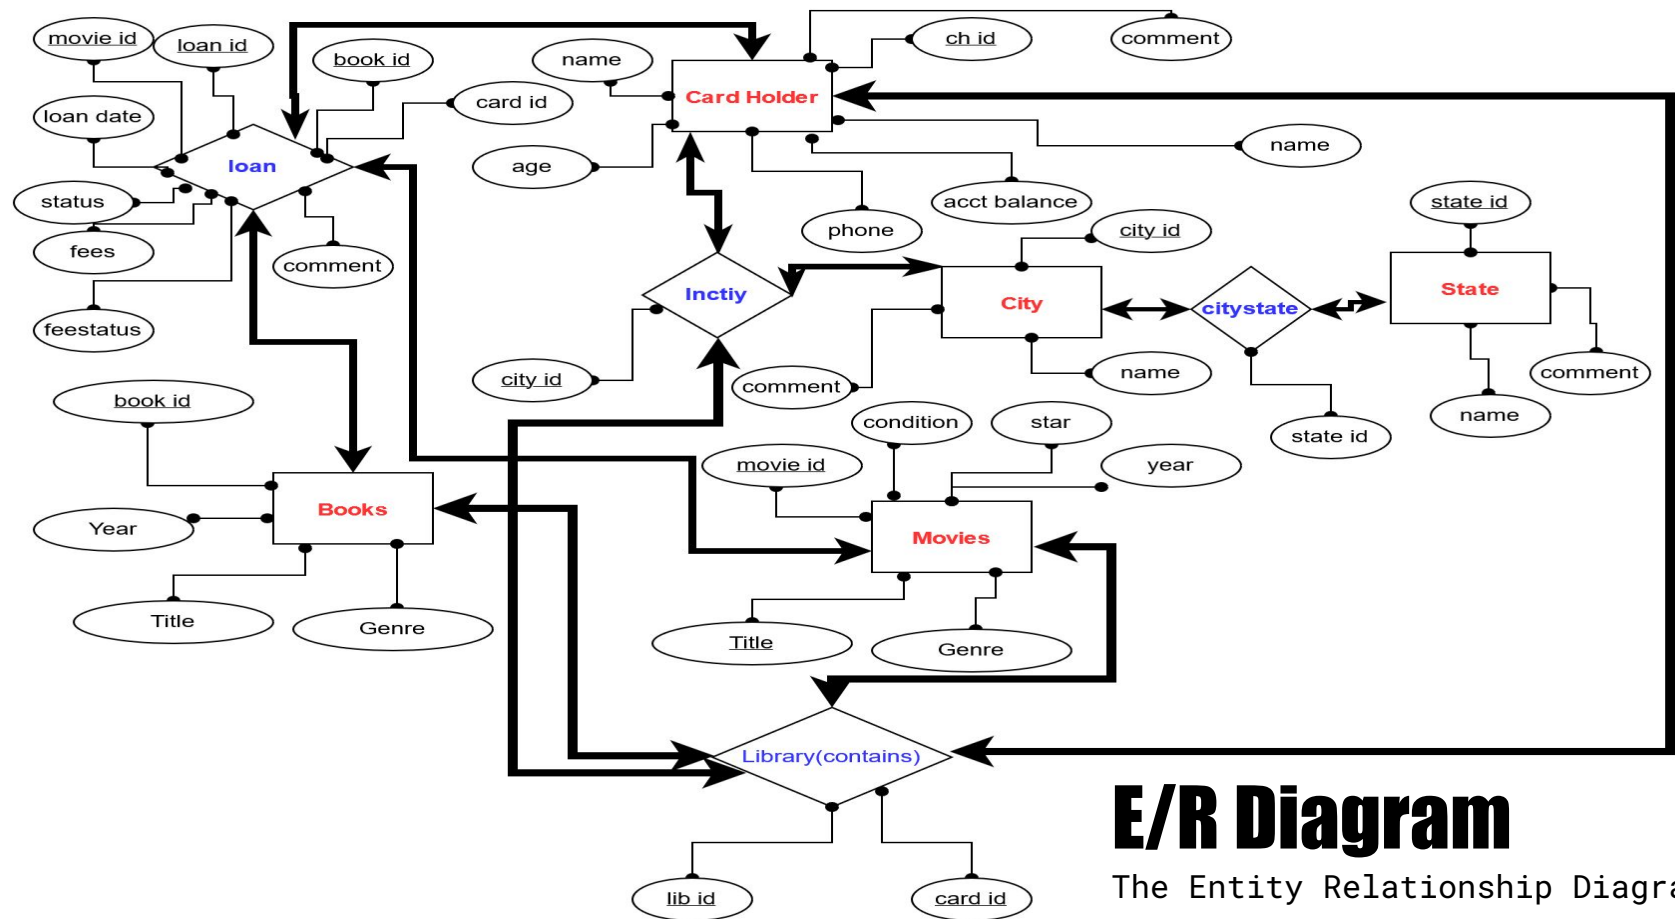 comment
movie id
loan id
ch id
book id
name
Card Holder
card id
loan date
name
loan
age
status
acct balance
state id
phone
city id
fees
comment
Inctiy
City
citystate
State
feestatus
city id
comment
name
comment
book id
condition
star
name
state id
movie id
year
Books
Year
Movies
Title
Genre
Title
Genre
Library(contains)
E/R Diagram
The Entity Relationship Diagra
lib id
card id